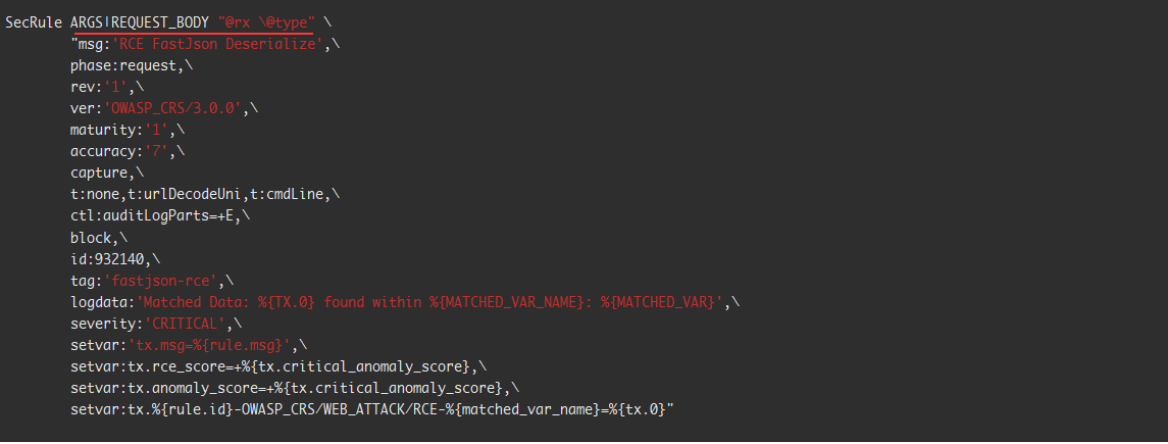 SecRule ARGS|REQUEST_BODY "@rx \@type" \
"msg:'RCE FastJson Deserialize',\
phase:request,\
rev:'1',\
ver:'OWASP_CRS/3.0.0',\
maturity:'1',\
accuracy:'7',\
capture,\
t:none,t:urlDecodeUni,t:cmdLine,\
ctl:auditLogParts=+E,\
block,\
id:932140,\
tag:'fastjson-rce',\
logdata:'Matched Data: %{TX.0} found within %{MATCHED_VAR_NAME}: %{MATCHED_VAR}',\
severity:'CRITICAL',\
setvar:'tx.msg=%{rule.msg}',\
setvar:tx.rce_score=+%{tx.critical_anomaly_score},\
setvar:tx.anomaly_score=+%{tx.critical_anomaly_score},\
setvar:tx.%{rule.id}-OWASP_CRS/WEB_ATTACK/RCE-%{matched_var_name}=%{tx.0}"